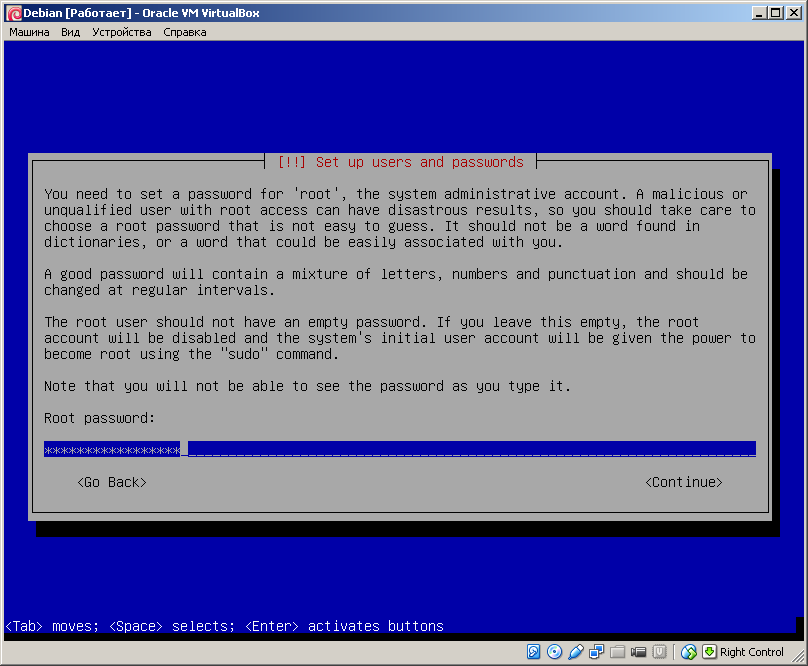 Debian [Работает] - Oracle VM VirtualBox
Машина Вид Устройства Справка
[!!] Set up users and passwords
You need to set a password for 'root', the system administrative account. A malicious or
unqualified user with root access can have disastrous results, so you should take care to
choose a root password that is not easy to guess. It should not be a word found in
dictionaries, or a word that could be easily associated with you.
A good password will contain a mixture of letters, numbers and punctuation and should be
changed at regular intervals.
The root user should not have an empty password. If you leave this empty, the root
account will be disabled and the system's initial user account will be given the power to
become root using the "sudo" command.
Note that you will not be able to see the password as you type it.
Root password:
*****************
<Go Back> <Continue>
<Tab> moves; <Space> selects; <Enter> activates buttons
Right Control